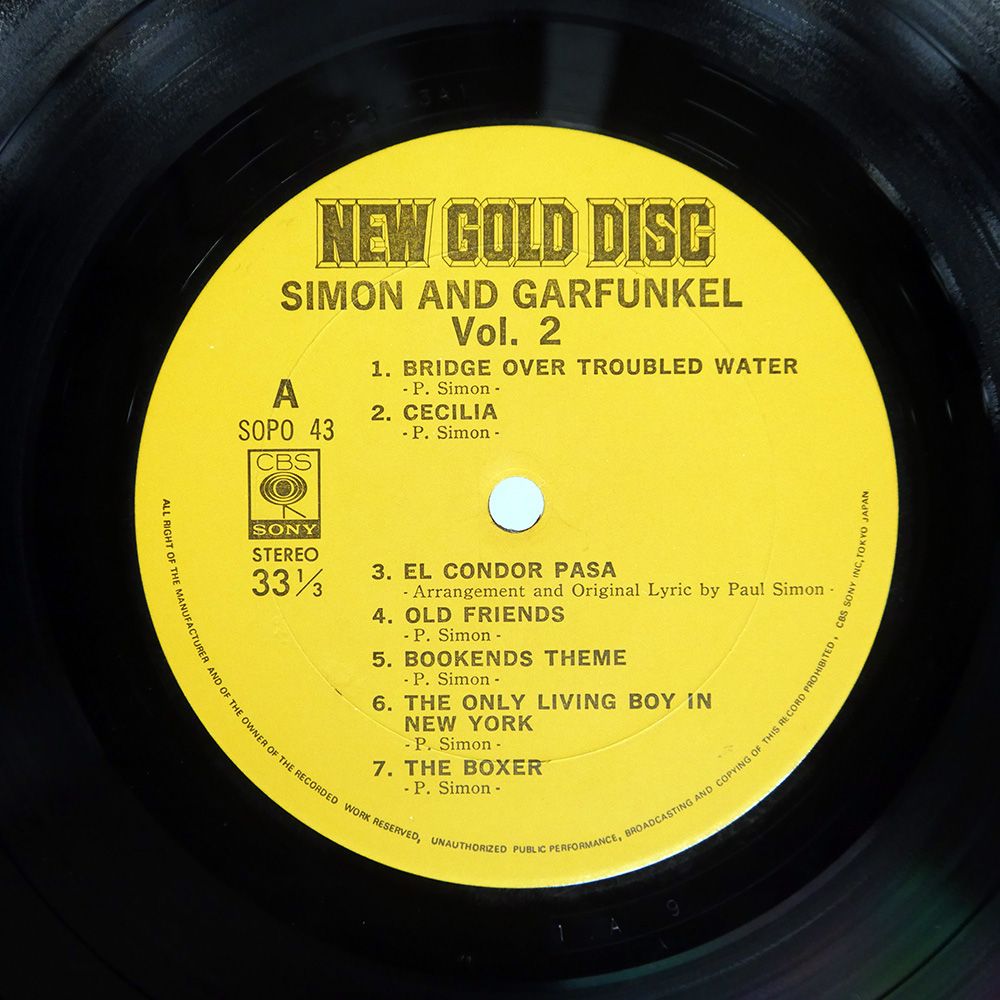 NEW GOLD DISC
SIMON AND GARFUNKEL
Vol. 2
1. BRIDGE OVER TROUBLED WATER
- P. Simon -
2. CECILIA
- P. Simon -
A
SOPO 43
CBS
SONY
STEREO
33 1/3
3. EL CONDOR PASA
- Arrangement and Original Lyric by Paul Simon -
4. OLD FRIENDS
- P. Simon -
5. BOOKENDS THEME
- P. Simon -
6. THE ONLY LIVING BOY IN
NEW YORK
- P. Simon -
7. THE BOXER
- P. Simon -
ALL RIGHT OF THE MANUFACTURER AND OF THE OWNER OF THE RECORDED WORK RESERVED, UNAUTHORIZED PUBLIC PERFORMANCE, BROADCASTING AND COPYING OF THIS RECORD PROHIBITED, CBS SONY INC, TOKYO JAPAN
1 A 9